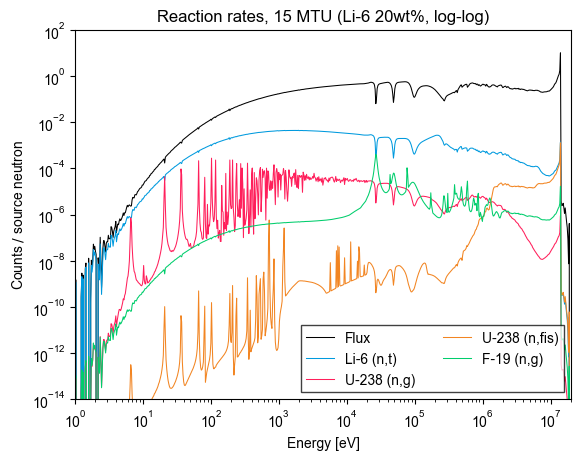 Reaction rates, 15 MTU (Li-6 20wt%, log-log)
Counts / source neutron
10^2
10^0
10^-2
10^-4
10^-6
10^-8
10^-10
10^-12
10^-14
Flux
Li-6 (n,t)
U-238 (n,g)
U-238 (n,fis)
F-19 (n,g)
10^0 10^1 10^2 10^3 10^4 10^5 10^6 10^7
Energy [eV]